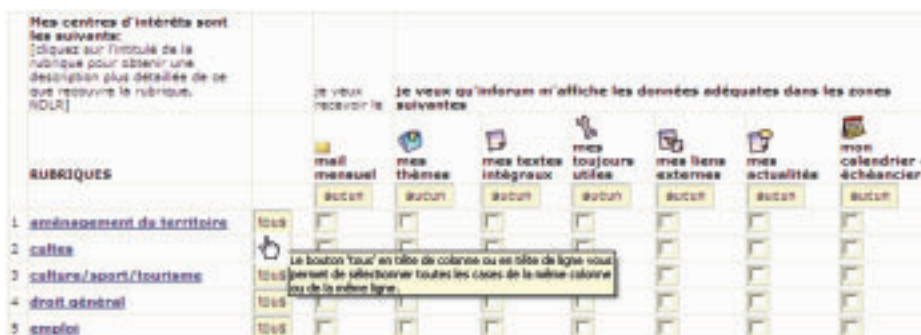 Mes centres d'intérêts sont
les suivants:
[cliquez sur l'intitulé de la
rubrique pour obtenir une
description plus détaillée de ce
que recouvre la rubrique.
NDLR]
je veux
recevoir le
je veux qu'inforum m'affiche les données adéquates dans les zones
suivantes
RUBRIQUES
mail
mensuel
mes
thèmes
mes textes
intégraux
mes
toujours
utiles
mes liens
externes
mes
actualités
mon
calendrier
échéancier
aucun aucun aucun aucun aucun aucun aucun
1 aménagement du territoire tous
2 cultes
3 culture/sport/tourisme tous
4 droit général tous
5 emploi tous
Le bouton 'tous' en tête de colonne ou en tête de ligne vous
permet de sélectionner toutes les cases de la même colonne
ou de la même ligne.